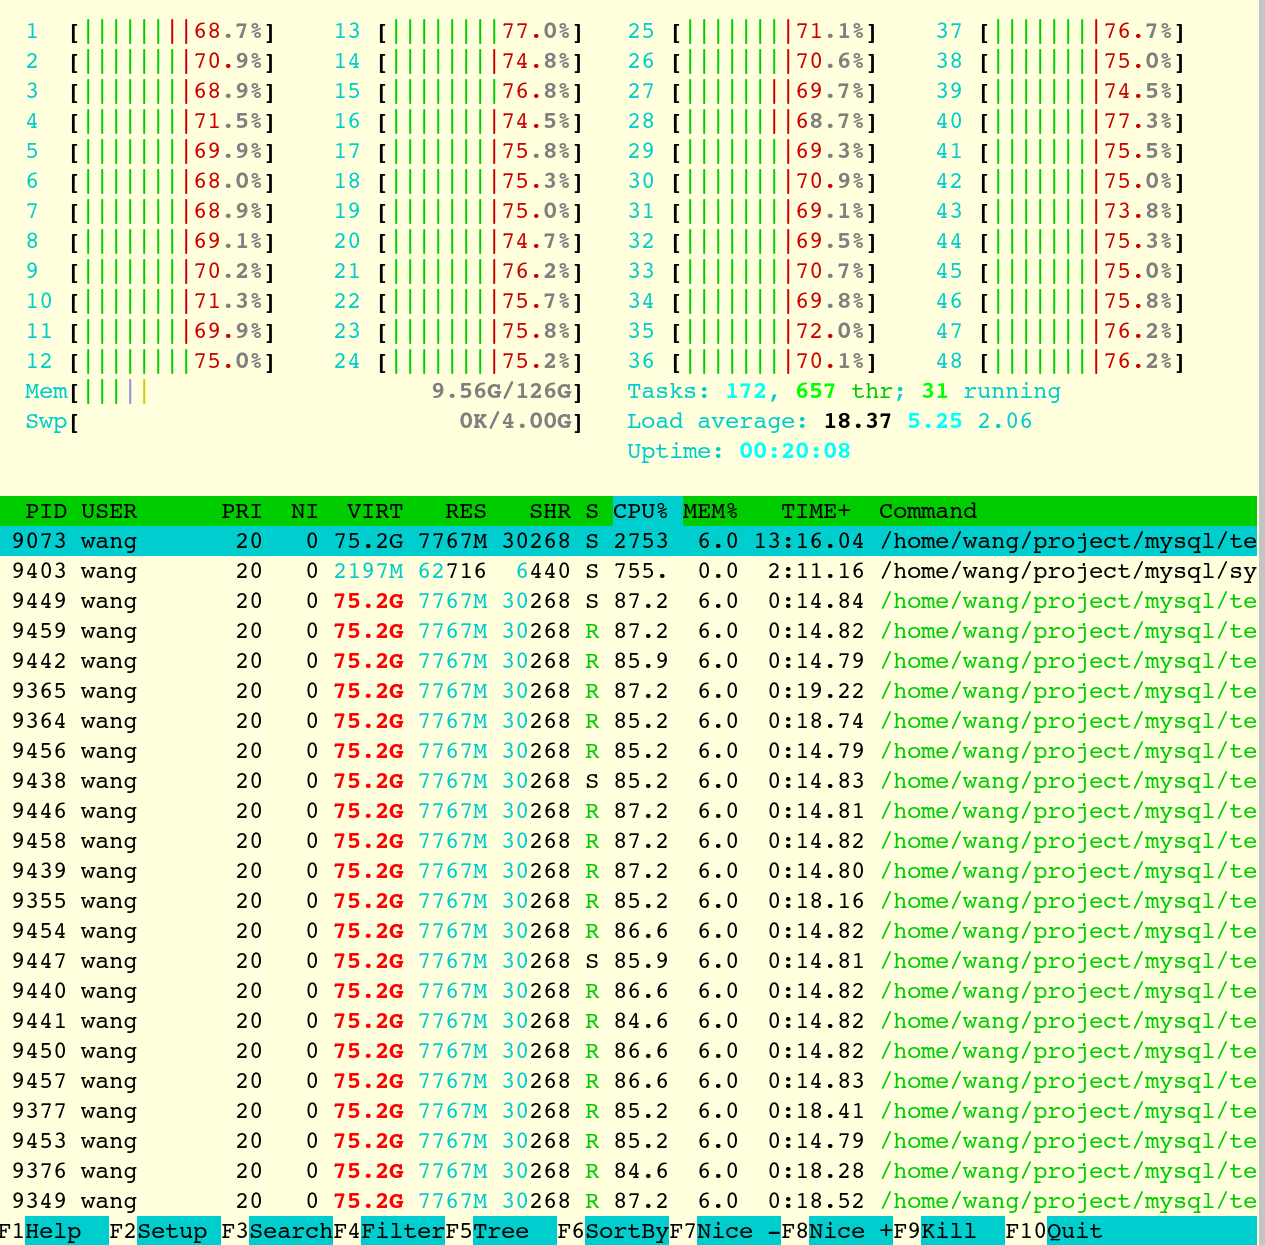 1 [||||||||68.7%] 13 [||||||||77.0%] 25 [||||||||71.1%] 37 [||||||||76.7%]
2 [||||||||70.9%] 14 [||||||||74.8%] 26 [||||||||70.6%] 38 [||||||||75.0%]
3 [||||||||68.9%] 15 [||||||||76.8%] 27 [||||||||69.7%] 39 [||||||||74.5%]
4 [||||||||71.5%] 16 [||||||||74.5%] 28 [||||||||68.7%] 40 [||||||||77.3%]
5 [||||||||69.9%] 17 [||||||||75.8%] 29 [||||||||69.3%] 41 [||||||||75.5%]
6 [||||||||68.0%] 18 [||||||||75.3%] 30 [||||||||70.9%] 42 [||||||||75.0%]
7 [||||||||68.9%] 19 [||||||||75.0%] 31 [||||||||69.1%] 43 [||||||||73.8%]
8 [||||||||69.1%] 20 [||||||||74.7%] 32 [||||||||69.5%] 44 [||||||||75.3%]
9 [||||||||70.2%] 21 [||||||||76.2%] 33 [||||||||70.7%] 45 [||||||||75.0%]
10 [||||||||71.3%] 22 [||||||||75.7%] 34 [||||||||69.8%] 46 [||||||||75.8%]
11 [||||||||69.9%] 23 [||||||||75.8%] 35 [||||||||72.0%] 47 [||||||||76.2%]
12 [||||||||75.0%] 24 [||||||||75.2%] 36 [||||||||70.1%] 48 [||||||||76.2%]
Mem[||||| 9.56G/126G] Tasks: 172, 657 thr; 31 running
Swp[ 0K/4.00G] Load average: 18.37 5.25 2.06
Uptime: 00:20:08
PID USER PRI NI VIRT RES SHR S CPU% MEM% TIME+ Command
9073 wang 20 0 75.2G 7767M 30268 S 2753 6.0 13:16.04 /home/wang/project/mysql/te
9403 wang 20 0 2197M 62716 6440 S 755. 0.0 2:11.16 /home/wang/project/mysql/sy
9449 wang 20 0 75.2G 7767M 30268 S 87.2 6.0 0:14.84 /home/wang/project/mysql/te
9459 wang 20 0 75.2G 7767M 30268 R 87.2 6.0 0:14.82 /home/wang/project/mysql/te
9442 wang 20 0 75.2G 7767M 30268 R 85.9 6.0 0:14.79 /home/wang/project/mysql/te
9365 wang 20 0 75.2G 7767M 30268 R 87.2 6.0 0:19.22 /home/wang/project/mysql/te
9364 wang 20 0 75.2G 7767M 30268 R 85.2 6.0 0:18.74 /home/wang/project/mysql/te
9456 wang 20 0 75.2G 7767M 30268 R 85.2 6.0 0:14.79 /home/wang/project/mysql/te
9438 wang 20 0 75.2G 7767M 30268 S 85.2 6.0 0:14.83 /home/wang/project/mysql/te
9446 wang 20 0 75.2G 7767M 30268 R 87.2 6.0 0:14.81 /home/wang/project/mysql/te
9458 wang 20 0 75.2G 7767M 30268 R 87.2 6.0 0:14.82 /home/wang/project/mysql/te
9439 wang 20 0 75.2G 7767M 30268 R 87.2 6.0 0:14.80 /home/wang/project/mysql/te
9355 wang 20 0 75.2G 7767M 30268 R 85.2 6.0 0:18.16 /home/wang/project/mysql/te
9454 wang 20 0 75.2G 7767M 30268 R 86.6 6.0 0:14.82 /home/wang/project/mysql/te
9447 wang 20 0 75.2G 7767M 30268 S 85.9 6.0 0:14.81 /home/wang/project/mysql/te
9440 wang 20 0 75.2G 7767M 30268 R 86.6 6.0 0:14.82 /home/wang/project/mysql/te
9441 wang 20 0 75.2G 7767M 30268 R 84.6 6.0 0:14.82 /home/wang/project/mysql/te
9450 wang 20 0 75.2G 7767M 30268 R 86.6 6.0 0:14.82 /home/wang/project/mysql/te
9457 wang 20 0 75.2G 7767M 30268 R 86.6 6.0 0:14.83 /home/wang/project/mysql/te
9377 wang 20 0 75.2G 7767M 30268 R 85.2 6.0 0:18.41 /home/wang/project/mysql/te
9453 wang 20 0 75.2G 7767M 30268 R 85.2 6.0 0:14.79 /home/wang/project/mysql/te
9376 wang 20 0 75.2G 7767M 30268 R 84.6 6.0 0:18.28 /home/wang/project/mysql/te
9349 wang 20 0 75.2G 7767M 30268 R 87.2 6.0 0:18.52 /home/wang/project/mysql/te
F1Help F2Setup F3SearchF4FilterF5Tree F6SortByF7Nice -F8Nice +F9Kill F10Quit